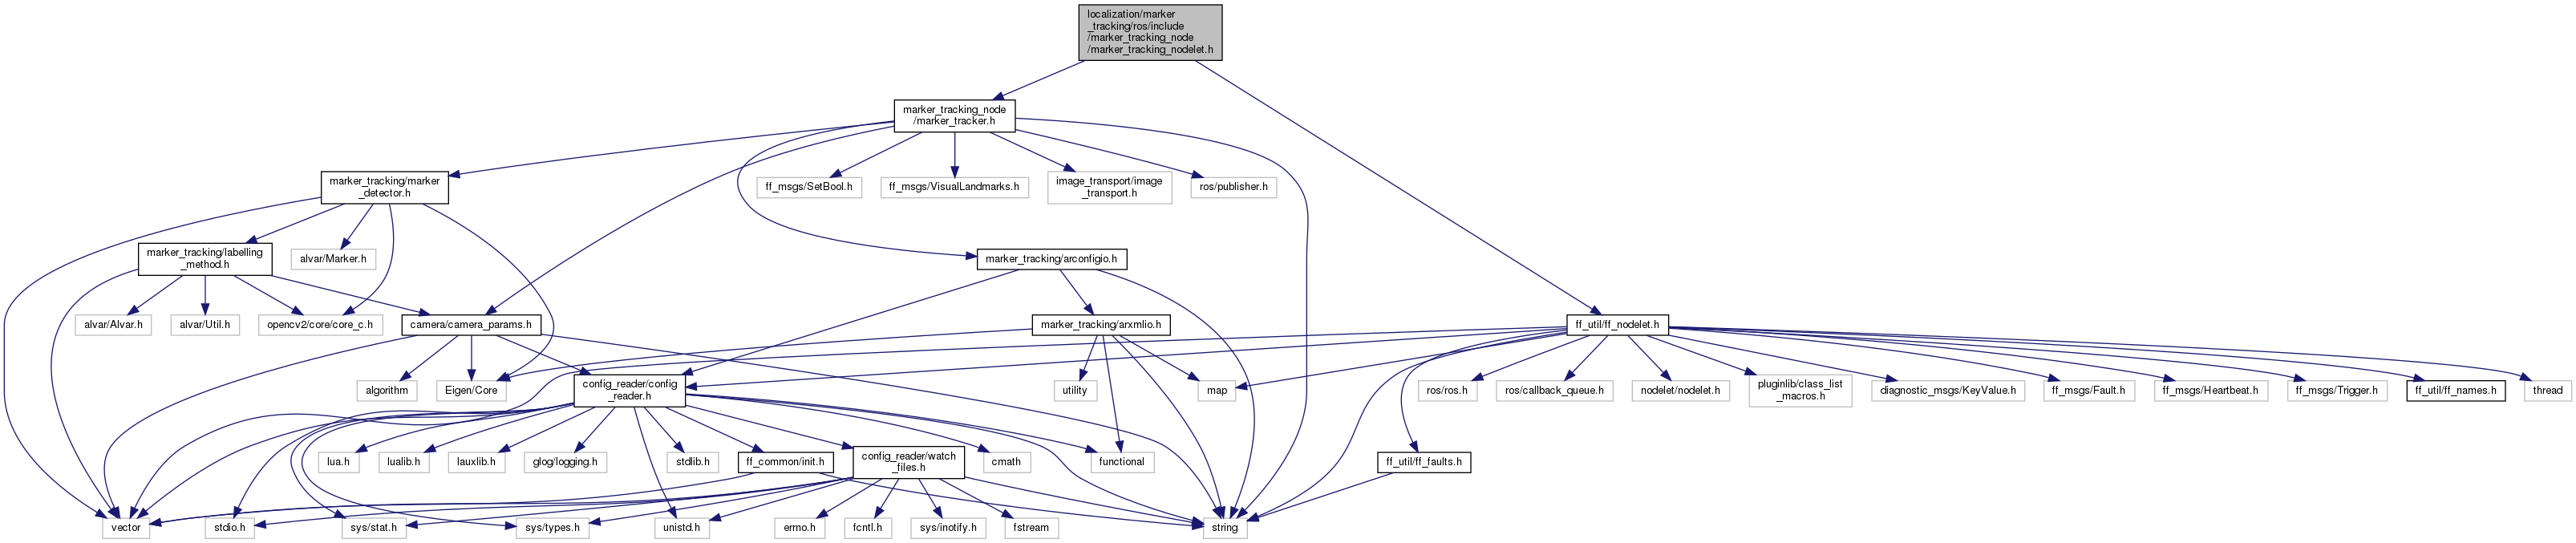 localization/marker
_tracking/ros/include
/marker_tracking_node
/marker_tracking_nodelet.h
marker_tracking_node
/marker_tracker.h
marker_tracking/marker
_detector.h
ff_msgs/SetBool.h
ff_msgs/VisualLandmarks.h
image_transport/image
_transport.h
ros/publisher.h
marker_tracking/labelling
_method.h
alvar/Marker.h
marker_tracking/arconfigio.h
alvar/Alvar.h
alvar/Util.h
opencv2/core/core_c.h
camera/camera_params.h
marker_tracking/arxmlio.h
ff_util/ff_nodelet.h
algorithm
Eigen/Core
config_reader/config
_reader.h
utility
map
ros/ros.h
ros/callback_queue.h
nodelet/nodelet.h
pluginlib/class_list
_macros.h
diagnostic_msgs/KeyValue.h
ff_msgs/Fault.h
ff_msgs/Heartbeat.h
ff_msgs/Trigger.h
ff_util/ff_names.h
thread
lua.h
lualib.h
lauxlib.h
glog/logging.h
stdlib.h
ff_common/init.h
config_reader/watch
_files.h
cmath
functional
ff_util/ff_faults.h
vector
stdio.h
sys/stat.h
sys/types.h
unistd.h
errno.h
fcntl.h
sys/inotify.h
fstream
string